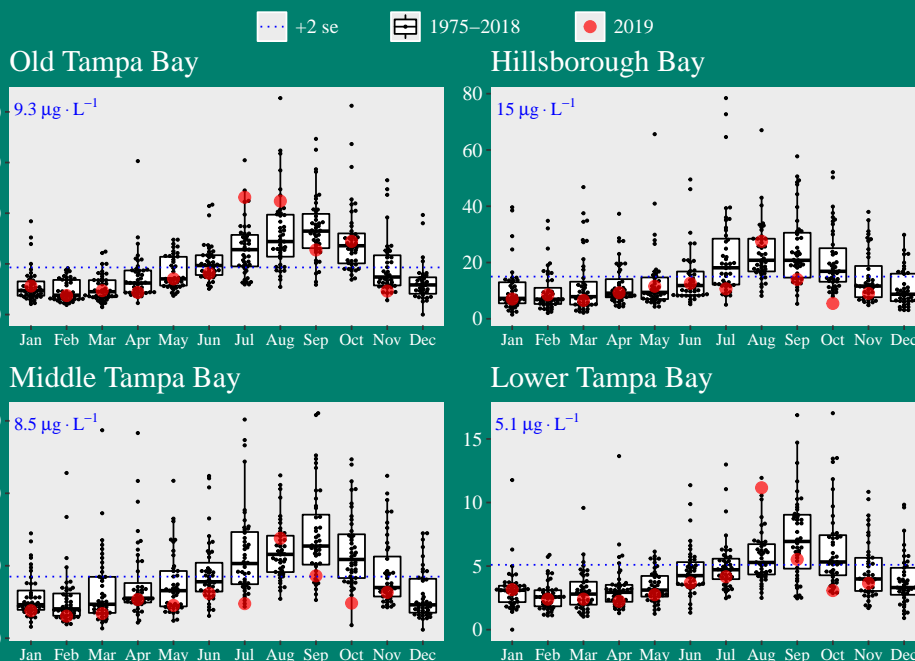 +2 se 1975−2018 2019
Old Tampa Bay
9.3 μg ⋅ L⁻¹
Jan Feb Mar Apr May Jun Jul Aug Sep Oct Nov Dec
Hillsborough Bay
15 μg ⋅ L⁻¹
80
60
40
20
0
Jan Feb Mar Apr May Jun Jul Aug Sep Oct Nov Dec
Middle Tampa Bay
8.5 μg ⋅ L⁻¹
Jan Feb Mar Apr May Jun Jul Aug Sep Oct Nov Dec
Lower Tampa Bay
5.1 μg ⋅ L⁻¹
15
10
5
0
Jan Feb Mar Apr May Jun Jul Aug Sep Oct Nov Dec